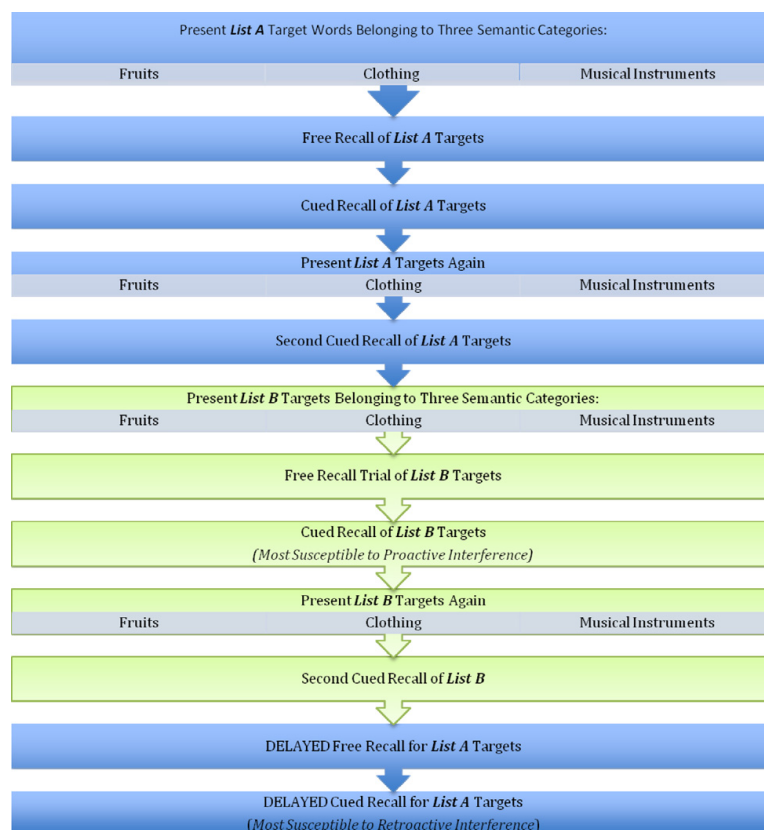 Present List A Target Words Belonging to Three Semantic Categories:
Fruits Clothing Musical Instruments
Free Recall of List A Targets
Cued Recall of List A Targets
Present List A Targets Again
Fruits Clothing Musical Instruments
Second Cued Recall of List A Targets
Present List B Targets Belonging to Three Semantic Categories:
Fruits Clothing Musical Instruments
Free Recall Trial of List B Targets
Cued Recall of List B Targets
(Most Susceptible to Proactive Interference)
Present List B Targets Again
Fruits Clothing Musical Instruments
Second Cued Recall of List B
DELAYED Free Recall for List A Targets
DELAYED Cued Recall for List A Targets
(Most Susceptible to Retroactive Interference)